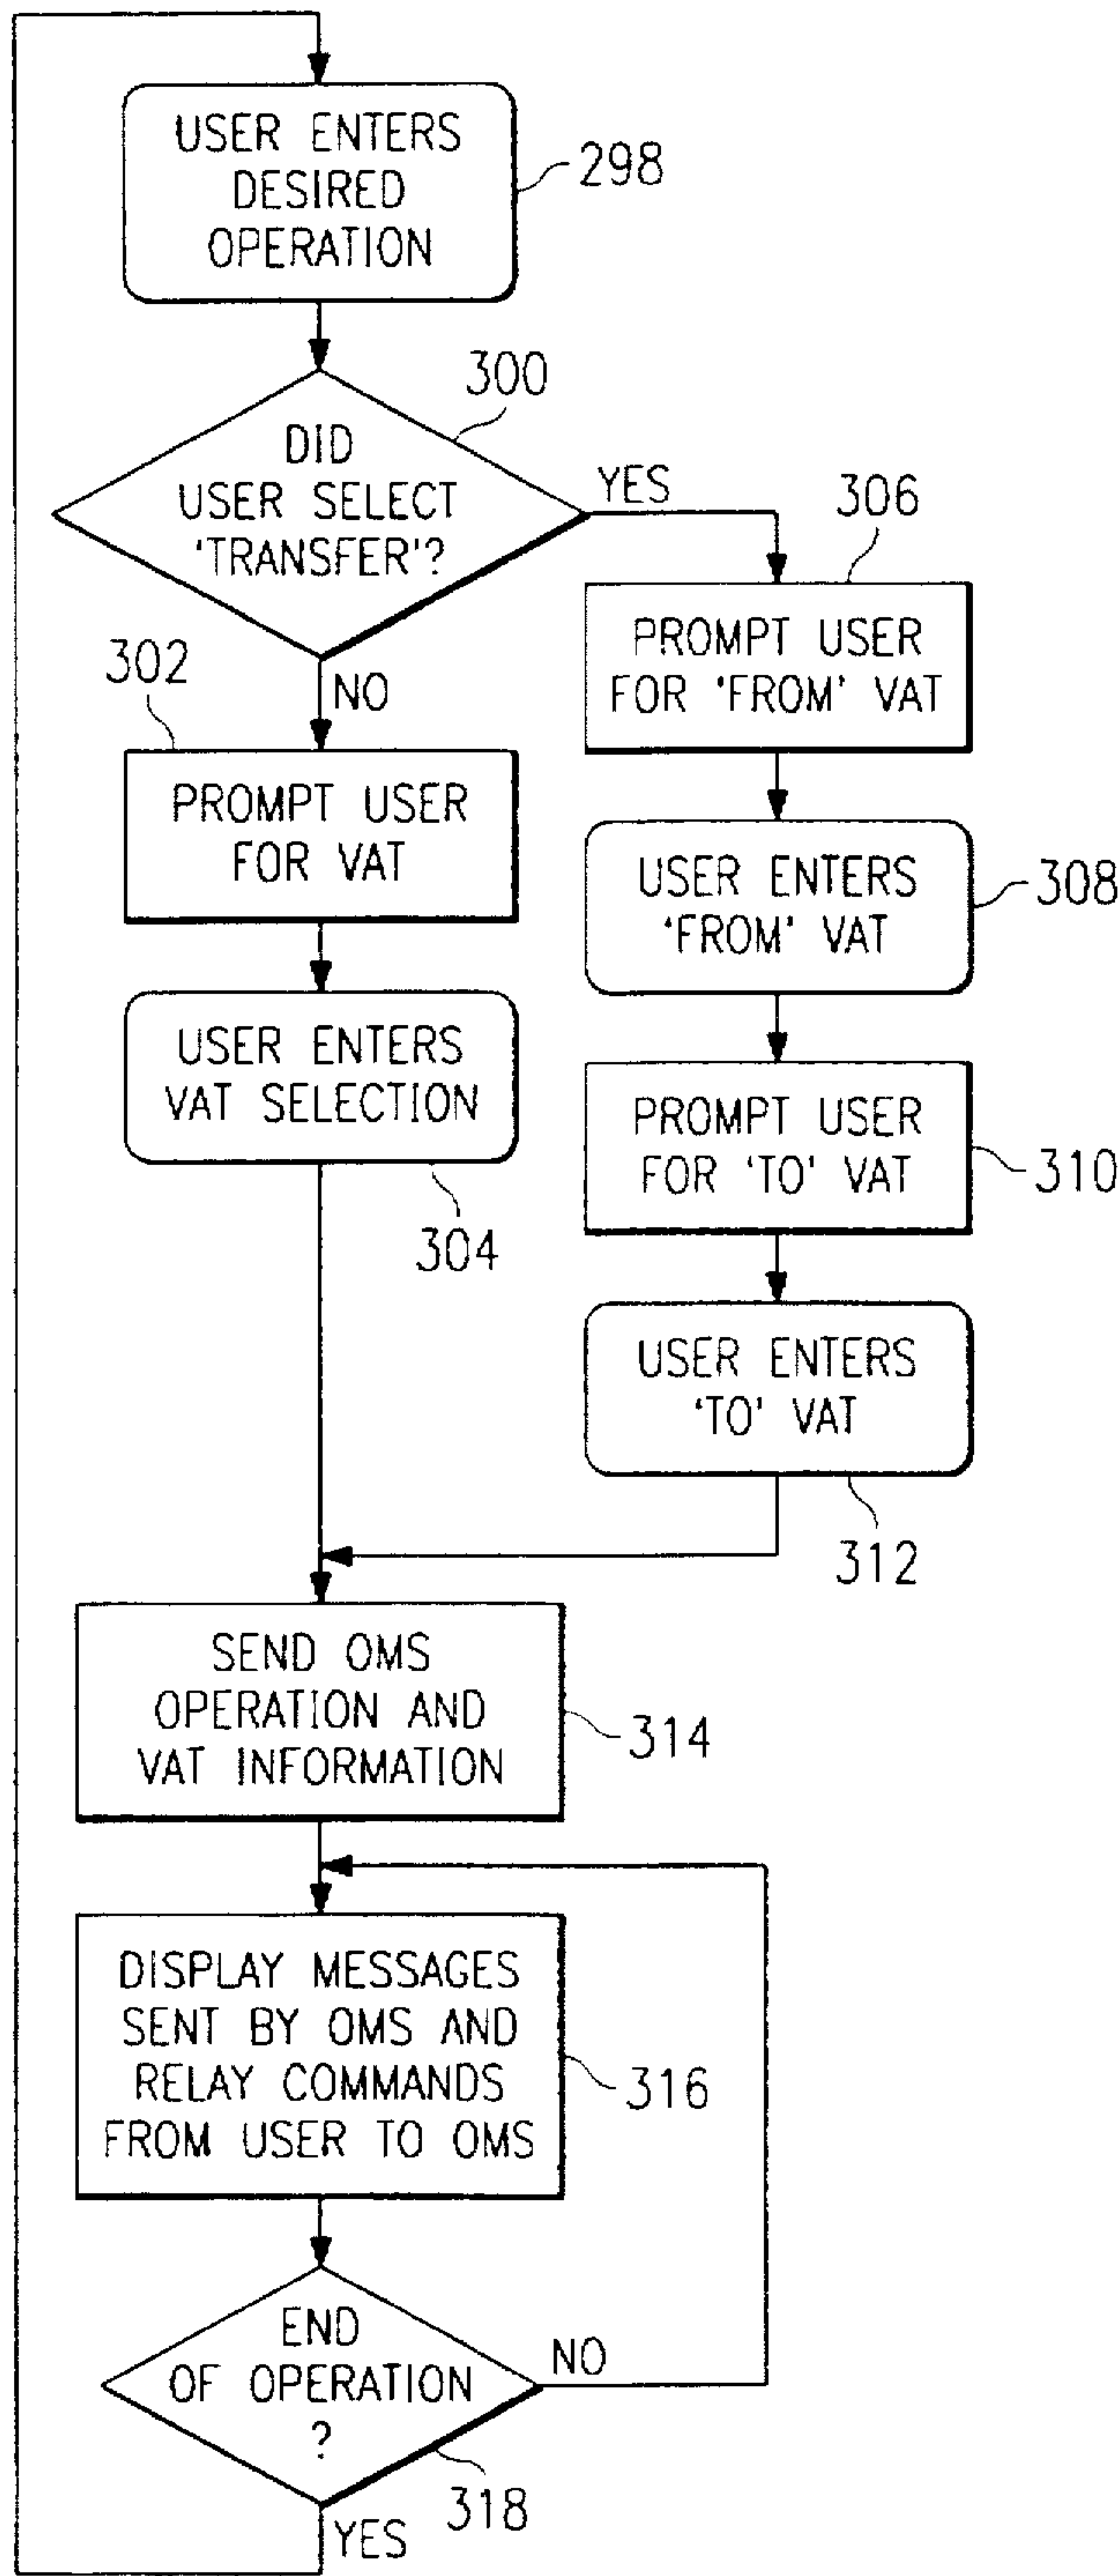 USER ENTERS
DESIRED
OPERATION
298
300
DID
USER SELECT
'TRANSFER'?
YES
NO
302
PROMPT USER
FOR VAT
USER ENTERS
VAT SELECTION
304
306
PROMPT USER
FOR 'FROM' VAT
USER ENTERS
'FROM' VAT
308
PROMPT USER
FOR 'TO' VAT
310
USER ENTERS
'TO' VAT
312
SEND OMS
OPERATION AND
VAT INFORMATION
314
DISPLAY MESSAGES
SENT BY OMS AND
RELAY COMMANDS
FROM USER TO OMS
316
END
OF OPERATION
?
NO
318
YES